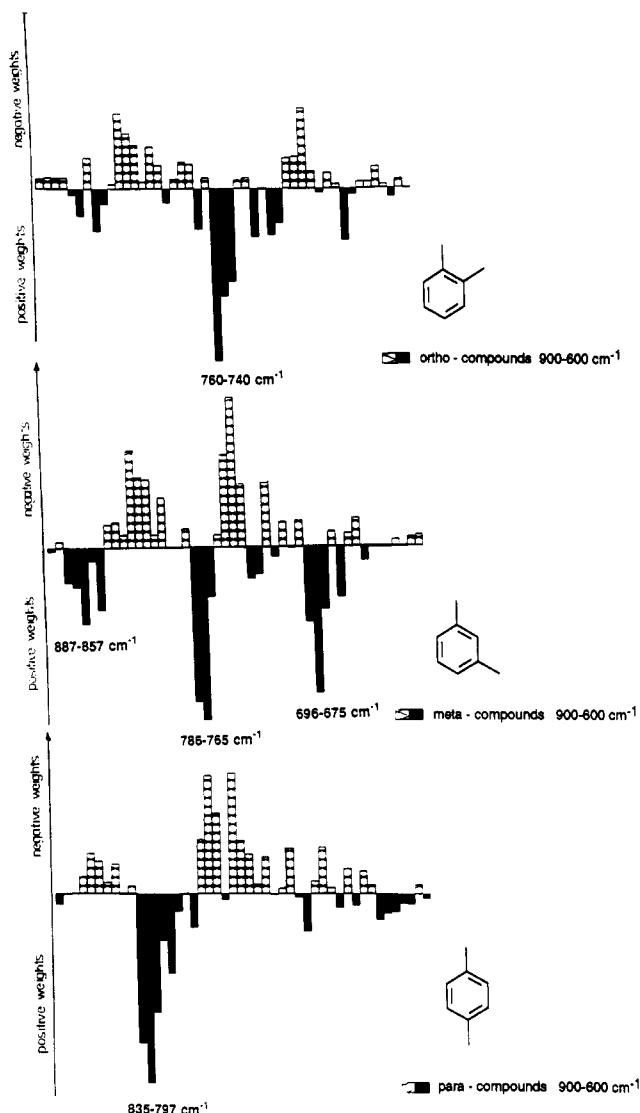 negative weights
positive weights
760-740 cm-1
ortho - compounds 900-600 cm-1
negative weights
positive weights
887-857 cm-1
786-765 cm-1
696-675 cm-1
meta - compounds 900-600 cm-1
negative weights
positive weights
835-797 cm-1
para - compounds 900-600 cm-1